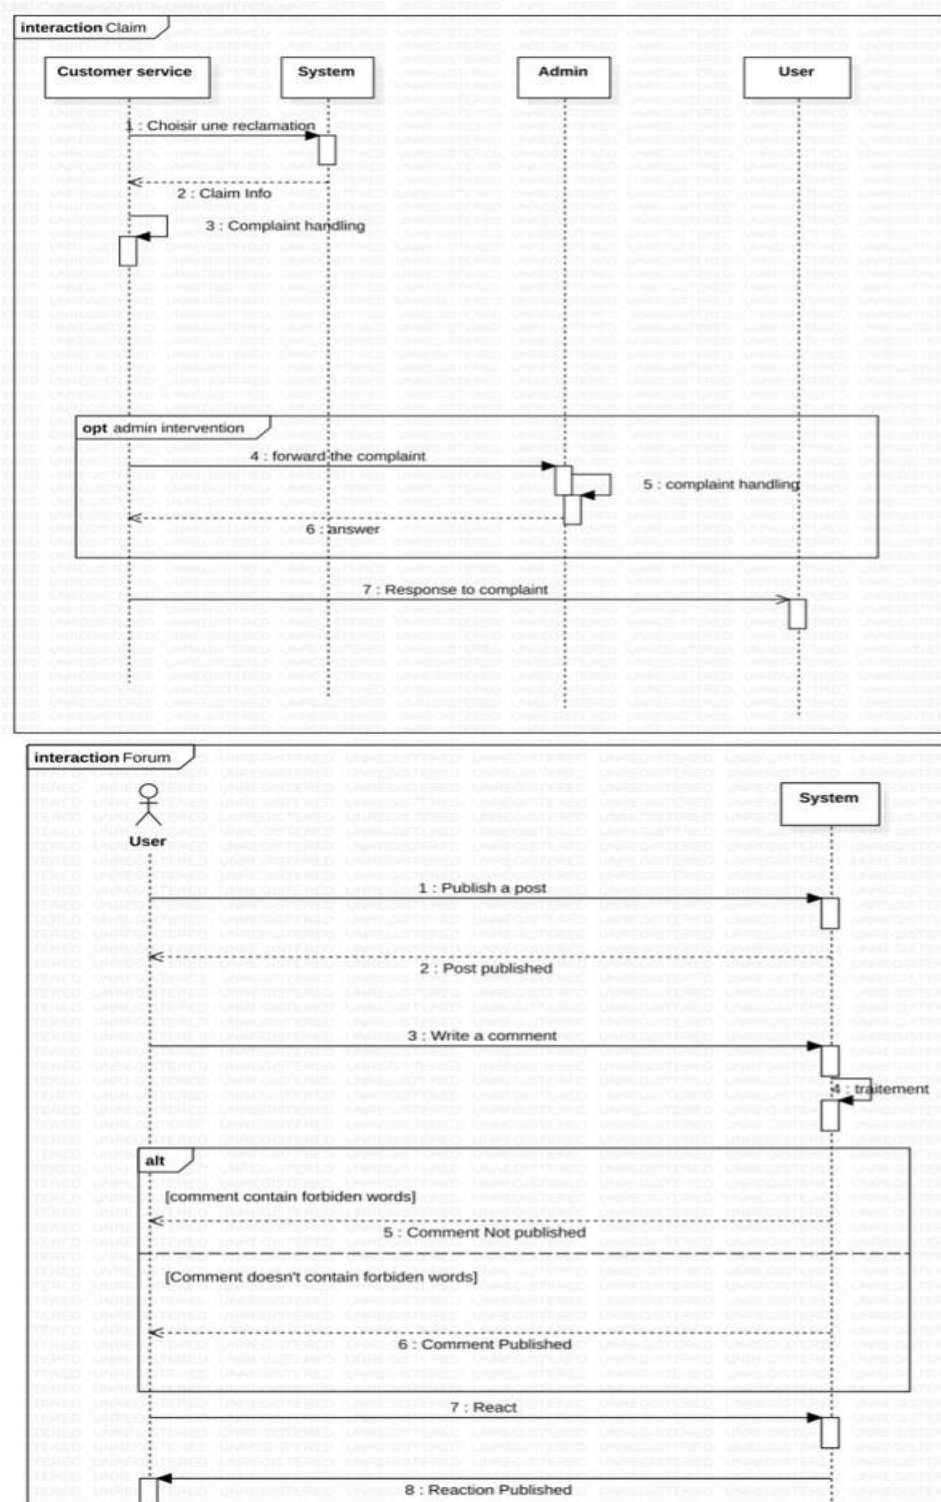 interaction Claim
Customer service
System
Admin
User
1 : Choisir une reclamation
2 : Claim Info
3 : Complaint handling
opt admin intervention
4 : forward the complaint
5 : complaint handling
6 : answer
7 : Response to complaint
interaction Forum
System
User
1 : Publish a post
2 : Post published
3 : Write a comment
4 : traitement
alt
[comment contain forbiden words]
5 : Comment Not published
[Comment doesn't contain forbiden words]
6 : Comment Published
7 : React
8 : Reaction Published
UNREGISTERED